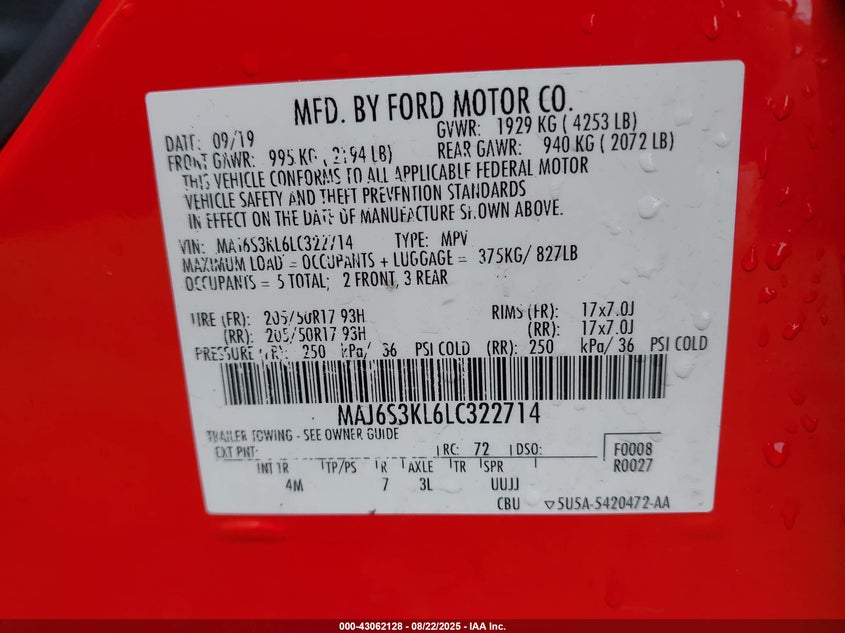 MFD. BY FORD MOTOR CO.
DATE: 09/19 GVWR: 1929 KG ( 4253 LB)
FRONT GAWR: 995 KG ( 2194 LB) REAR GAWR: 940 KG ( 2072 LB)
THIS VEHICLE CONFORMS TO ALL APPLICABLE FEDERAL MOTOR
VEHICLE SAFETY AND THEFT PREVENTION STANDARDS
IN EFFECT ON THE DATE OF MANUFACTURE SHOWN ABOVE.
VIN: MAJ6S3KL6LC322714 TYPE: MPV
MAXIMUM LOAD = OCCUPANTS + LUGGAGE = 375KG/ 827LB
OCCUPANTS = 5 TOTAL; 2 FRONT, 3 REAR
TIRE (FR): 205/50R17 93H RIMS (FR): 17x7.0J
(RR): 205/50R17 93H (RR): 17x7.0J
PRESSURE (FR): 250 kPa/ 36 PSI COLD (RR): 250 kPa/ 36 PSI COLD
MAJ6S3KL6LC322714
TRAILER TOWING - SEE OWNER GUIDE
EXT PNT: RC: 72 DSO: F0008
R0027
INT TR TP/PS R AXLE TR SPR
4M 7 3L UUJJ
CBU ▽5U5A-5420472-AA
000-43062128 - 08/22/2025 - IAA Inc.